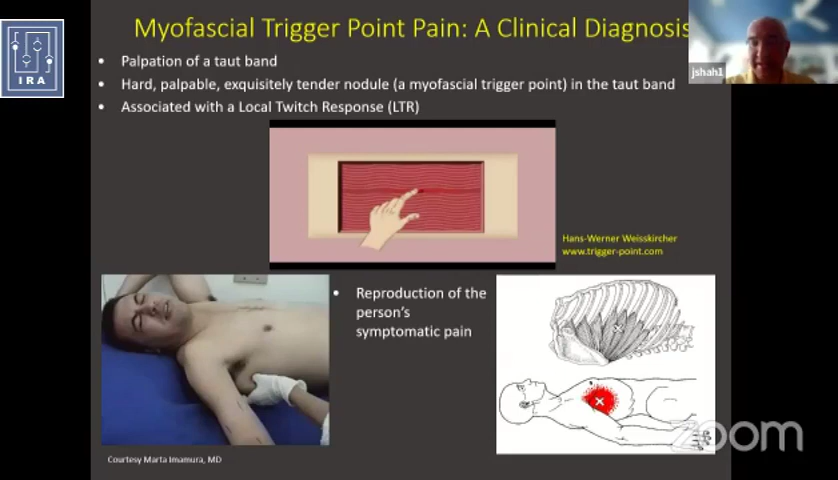 Myofascial Trigger Point Pain: A Clinical Diagnosis
jshah1
IRA
• Palpation of a taut band
• Hard, palpable, exquisitely tender nodule (a myofascial trigger point) in the taut band
• Associated with a Local Twitch Response (LTR)
Hans-Werner Weisskircher
www.trigger-point.com
• Reproduction of the
person's
symptomatic pain
Courtesy Marta Imamura, MD
zoom